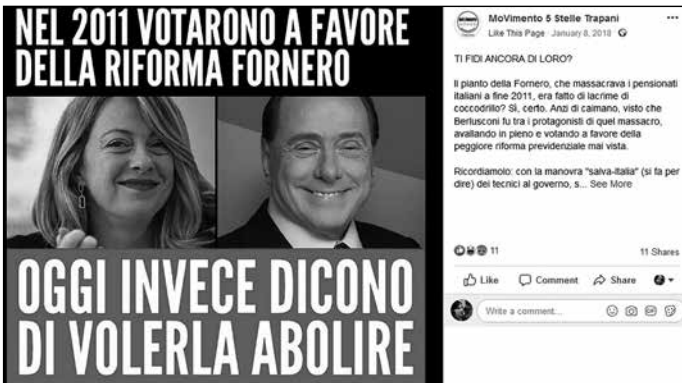 NEL 2011 VOTARONO A FAVORE
DELLA RIFORMA FORNERO
OGGI INVECE DICONO
DI VOLERLA ABOLIRE
MoVimento 5 Stelle Trapani
Like This Page · January 8, 2018 ·
TI FIDI ANCORA DI LORO?
Il pianto della Fornero, che massacrava i pensionati
italiani a fine 2011, era fatto di lacrime di
coccodrillo? Sì, certo. Anzi di caimano, visto che
Berlusconi fu tra i protagonisti di quel massacro,
avallando in pieno e votando a favore della
peggiore riforma previdenziale mai vista.
Ricordiamolo: con la manovra "salva-Italia" (si fa per
dire) dei tecnici al governo, s... See More
11
11 Shares
Like Comment Share
Write a comment...
GIF